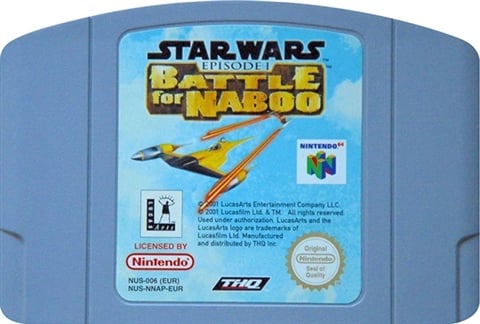 STAR WARS
EPISODE I
BATTLE
for NABOO
NINTENDO 64
© 2001 LucasArts Entertainment Company LLC.
© 2001 Lucasfilm Ltd. & TM. All rights reserved.
Used under authorization. LucasArts and the
LucasArts logo are trademarks of
Lucasfilm Ltd. Manufactured
and distributed by THQ Inc.
LICENSED BY
Nintendo
NUS-006 (EUR)
NUS-NNAP-EUR
THQ
Original
Nintendo
Seal of
Quality